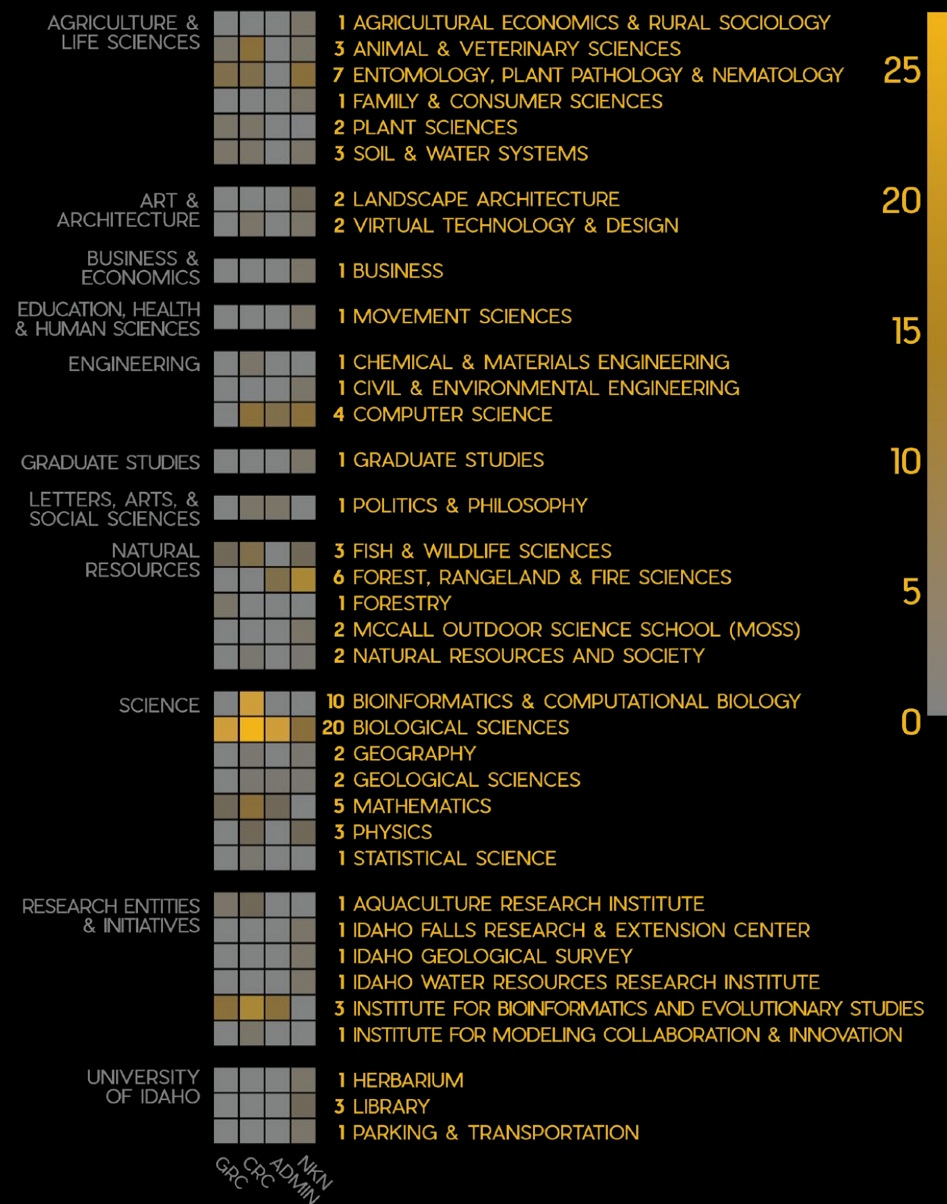 AGRICULTURE &
LIFE SCIENCES
1 AGRICULTURAL ECONOMICS & RURAL SOCIOLOGY
3 ANIMAL & VETERINARY SCIENCES
7 ENTOMOLOGY, PLANT PATHOLOGY & NEMATOLOGY
1 FAMILY & CONSUMER SCIENCES
2 PLANT SCIENCES
3 SOIL & WATER SYSTEMS
ART &
ARCHITECTURE
2 LANDSCAPE ARCHITECTURE
2 VIRTUAL TECHNOLOGY & DESIGN
BUSINESS &
ECONOMICS
1 BUSINESS
EDUCATION, HEALTH
& HUMAN SCIENCES
1 MOVEMENT SCIENCES
ENGINEERING
1 CHEMICAL & MATERIALS ENGINEERING
1 CIVIL & ENVIRONMENTAL ENGINEERING
4 COMPUTER SCIENCE
GRADUATE STUDIES
1 GRADUATE STUDIES
LETTERS, ARTS, &
SOCIAL SCIENCES
1 POLITICS & PHILOSOPHY
NATURAL
RESOURCES
3 FISH & WILDLIFE SCIENCES
6 FOREST, RANGELAND & FIRE SCIENCES
1 FORESTRY
2 MCCALL OUTDOOR SCIENCE SCHOOL (MOSS)
2 NATURAL RESOURCES AND SOCIETY
SCIENCE
10 BIOINFORMATICS & COMPUTATIONAL BIOLOGY
20 BIOLOGICAL SCIENCES
2 GEOGRAPHY
2 GEOLOGICAL SCIENCES
5 MATHEMATICS
3 PHYSICS
1 STATISTICAL SCIENCE
RESEARCH ENTITIES
& INITIATIVES
1 AQUACULTURE RESEARCH INSTITUTE
1 IDAHO FALLS RESEARCH & EXTENSION CENTER
1 IDAHO GEOLOGICAL SURVEY
1 IDAHO WATER RESOURCES RESEARCH INSTITUTE
3 INSTITUTE FOR BIOINFORMATICS AND EVOLUTIONARY STUDIES
1 INSTITUTE FOR MODELING COLLABORATION & INNOVATION
UNIVERSITY
OF IDAHO
1 HERBARIUM
3 LIBRARY
1 PARKING & TRANSPORTATION
GRC
CRC
ADMIN
NKN
25
20
15
10
5
0